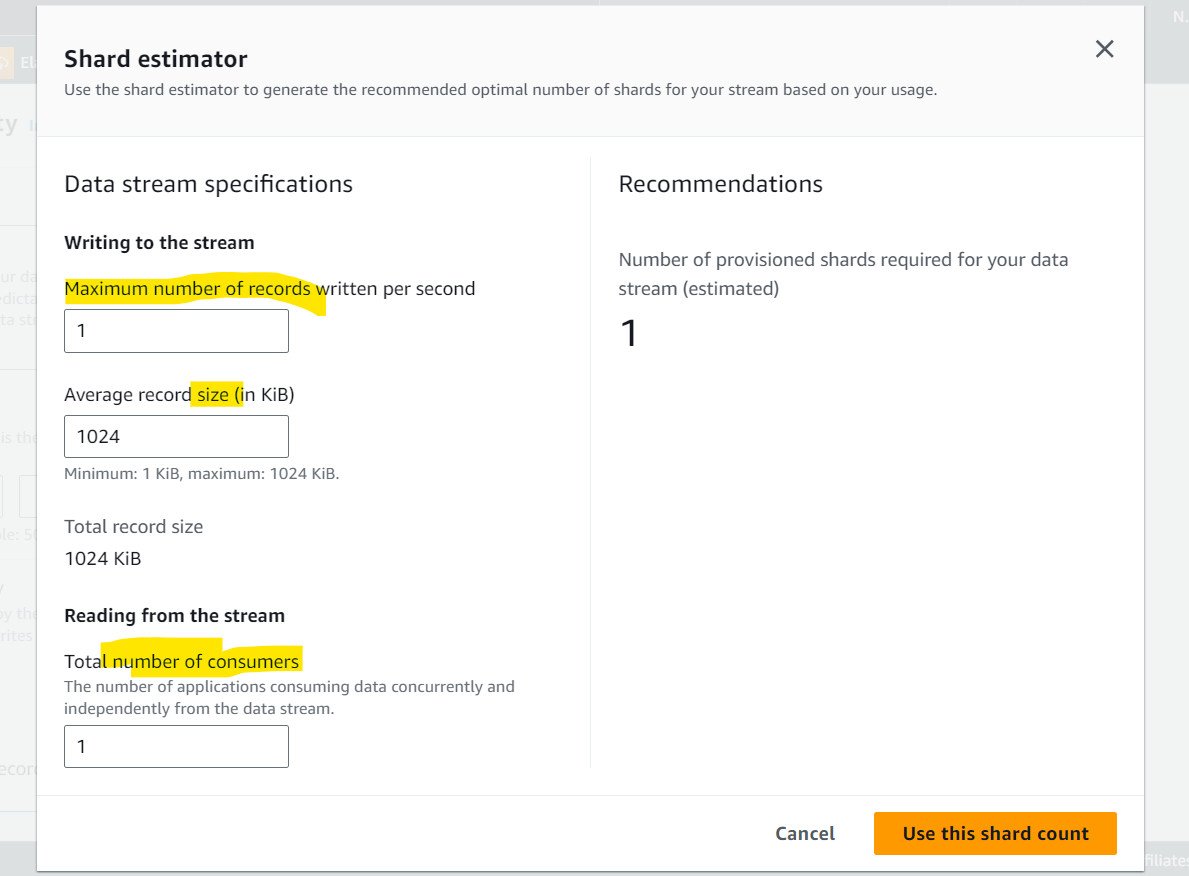 N.
Shard estimator
Use the shard estimator to generate the recommended optimal number of shards for your stream based on your usage.
Data stream specifications
Writing to the stream
Maximum number of records written per second
1
Average record size (in KiB)
1024
Minimum: 1 KiB, maximum: 1024 KiB.
Total record size
1024 KiB
Reading from the stream
Total number of consumers
The number of applications consuming data concurrently and
independently from the data stream.
1
Recommendations
Number of provisioned shards required for your data
stream (estimated)
1
Cancel
Use this shard count